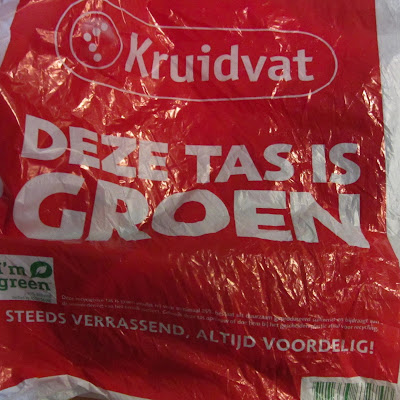 Kruidvat
DEZE TAS IS
GROEN
I'm
green
STEEDS VERRASSEND, ALTIJD VOORDELIG!